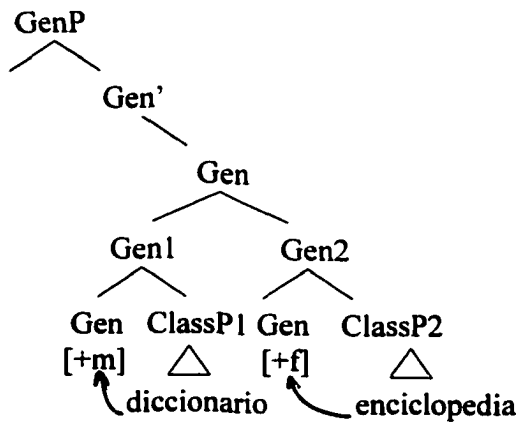 GenP
Gen'
Gen
Gen1 Gen2
Gen ClassP1 Gen ClassP2
[+m] [+f]
diccionario enciclopedia